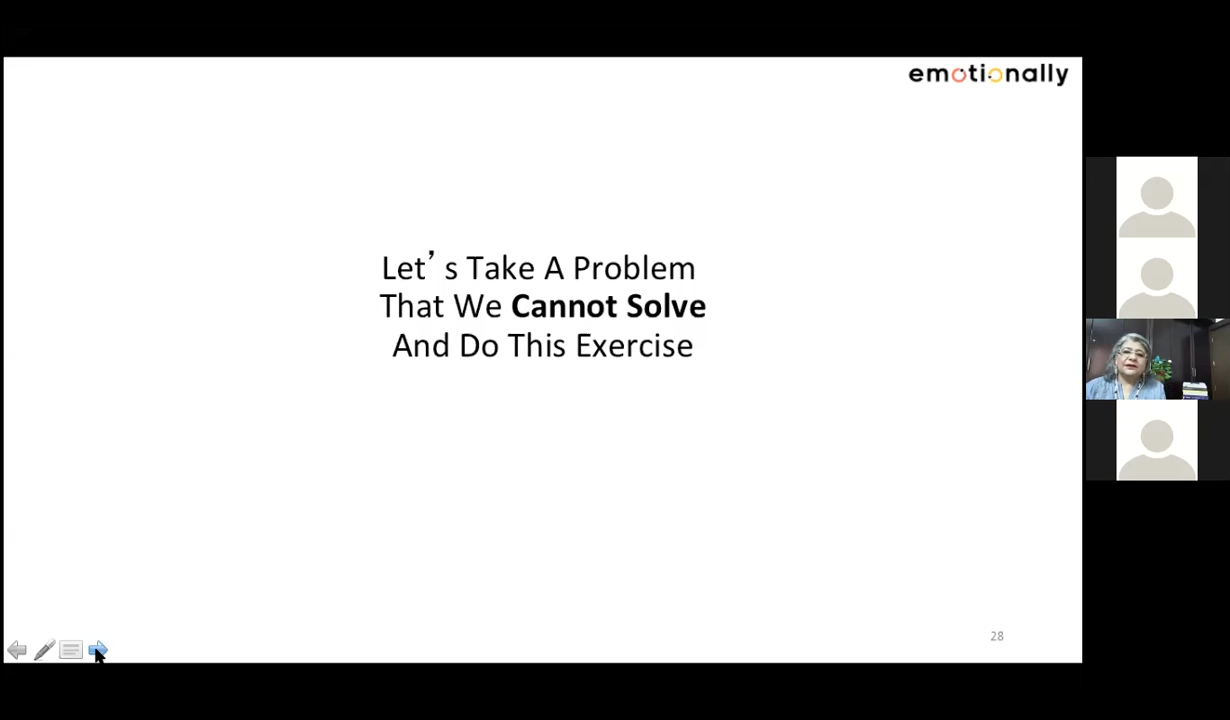 emotionally
Let’ s Take A Problem
That We Cannot Solve
And Do This Exercise
28